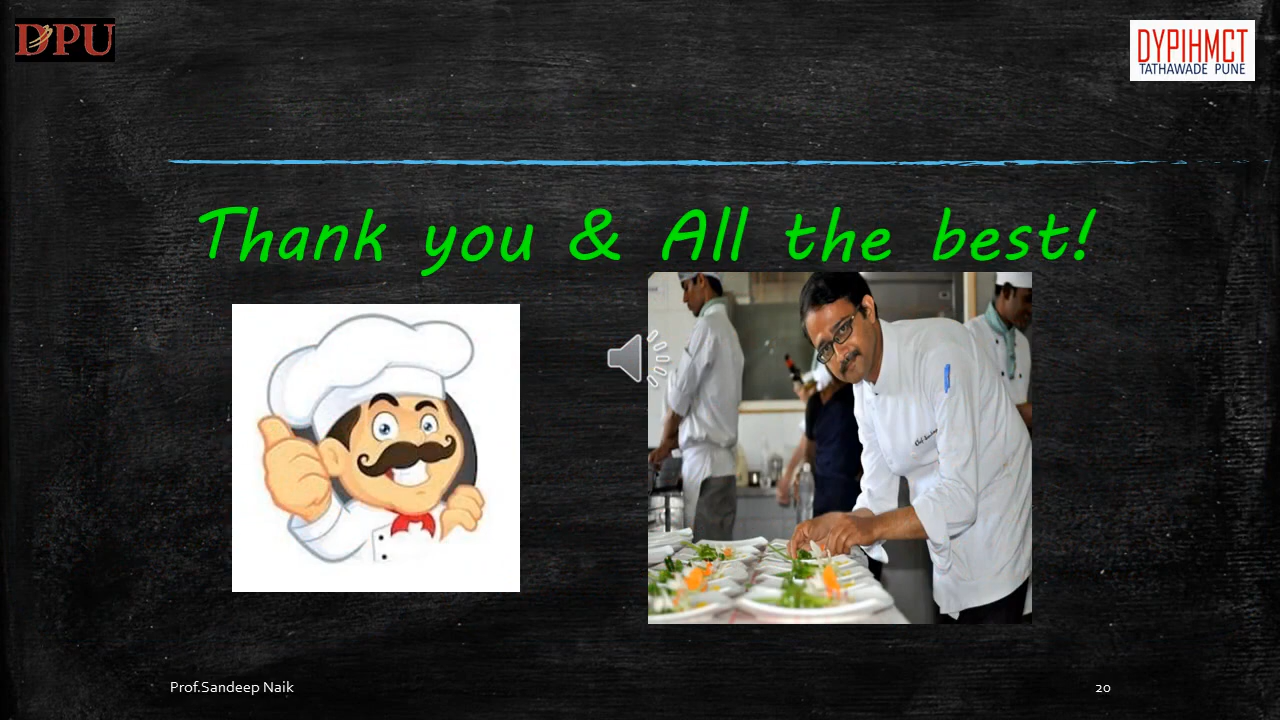 DPU
DYPIHMCT
TATHAWADE PUNE
Thank you & All the best!
Prof.Sandeep Naik
20